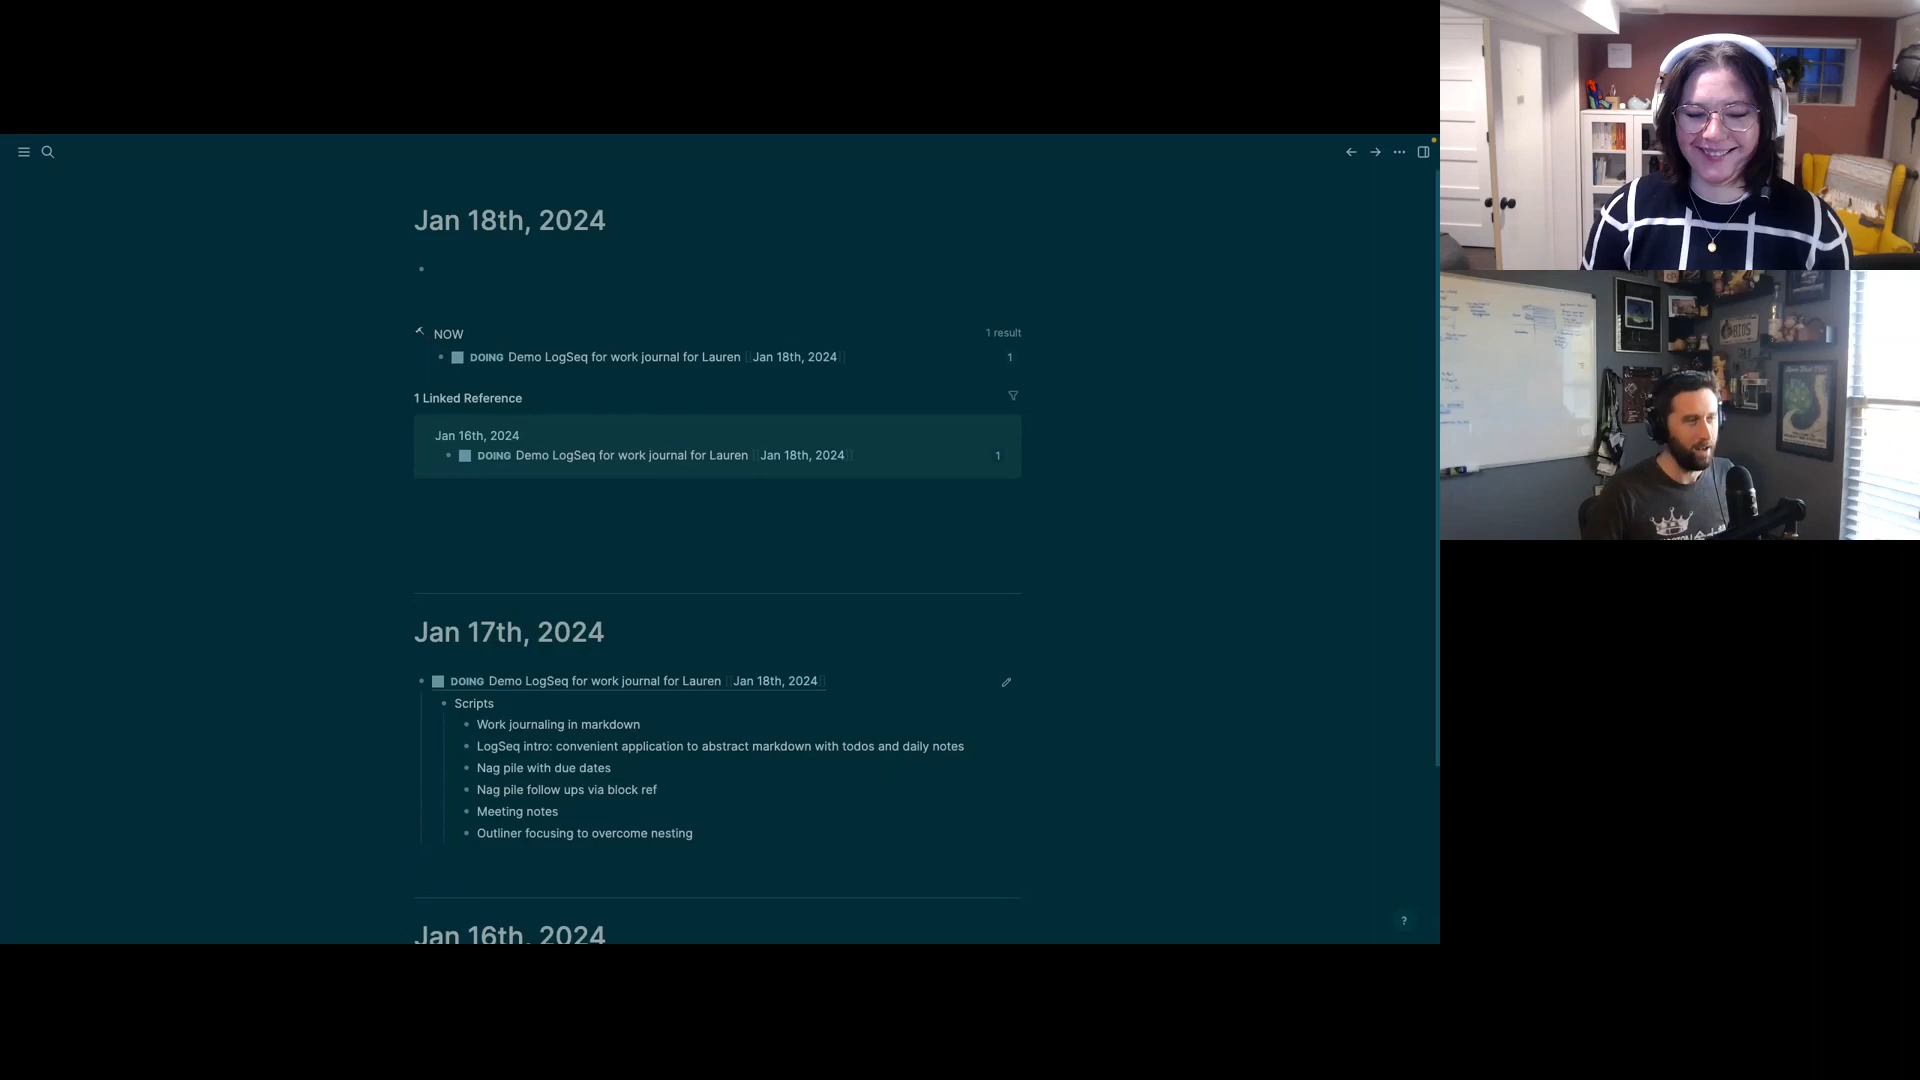 Jan 18th, 2024
NOW
1 result
DOING Demo LogSeq for work journal for Lauren [[Jan 18th, 2024]]
1
1 Linked Reference
Jan 16th, 2024
DOING Demo LogSeq for work journal for Lauren [[Jan 18th, 2024]]
1
Jan 17th, 2024
DOING Demo LogSeq for work journal for Lauren [[Jan 18th, 2024]]
Scripts
Work journaling in markdown
LogSeq intro: convenient application to abstract markdown with todos and daily notes
Nag pile with due dates
Nag pile follow ups via block ref
Meeting notes
Outliner focusing to overcome nesting
Jan 16th, 2024
?
BIOS